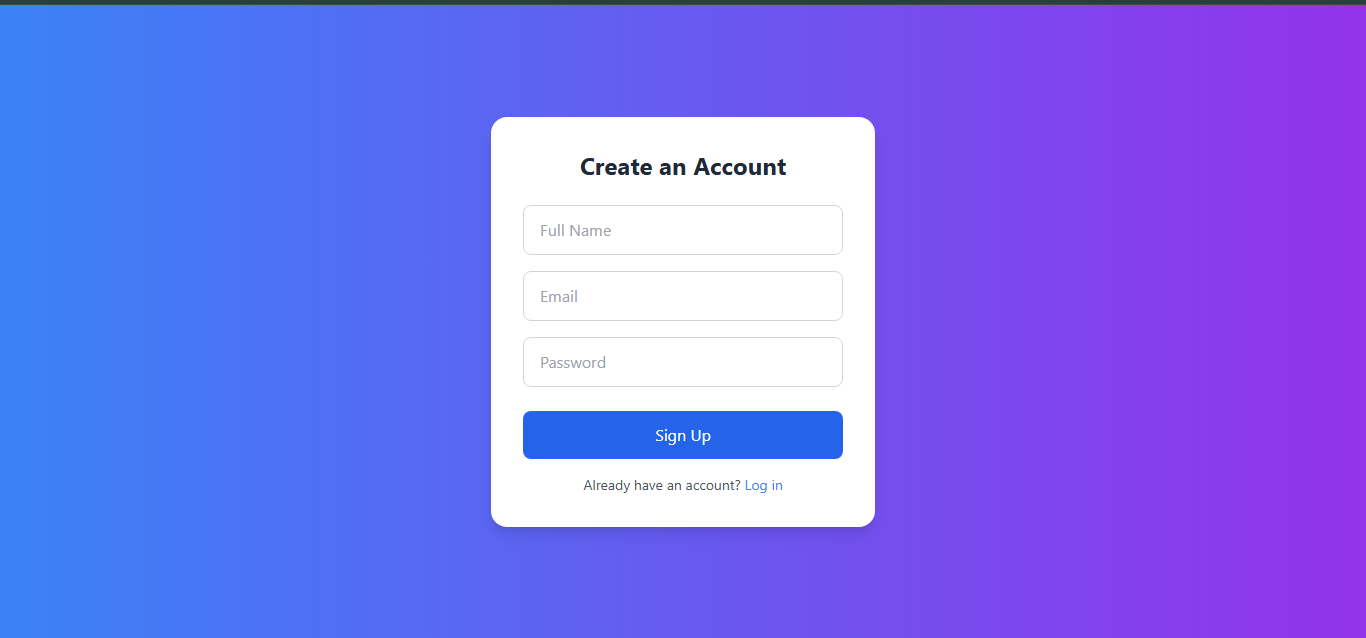 Create an Account
Full Name
Email
Password
Sign Up
Already have an account? Log in